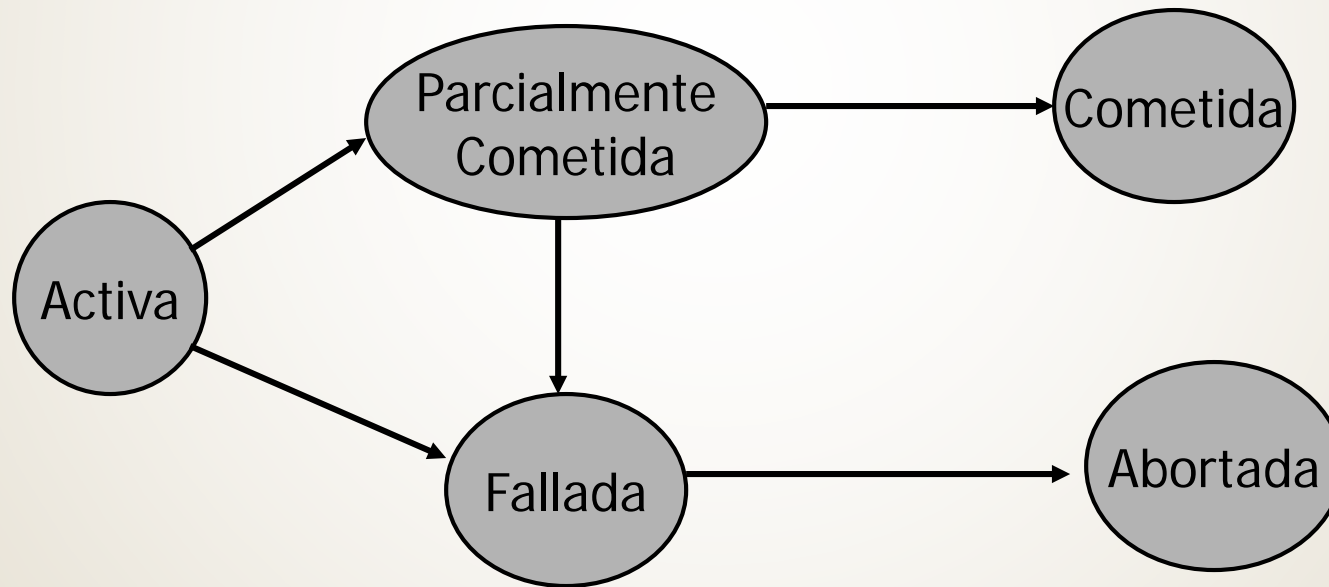 Parcialmente
Cometida
Cometida
Activa
Fallada
Abortada